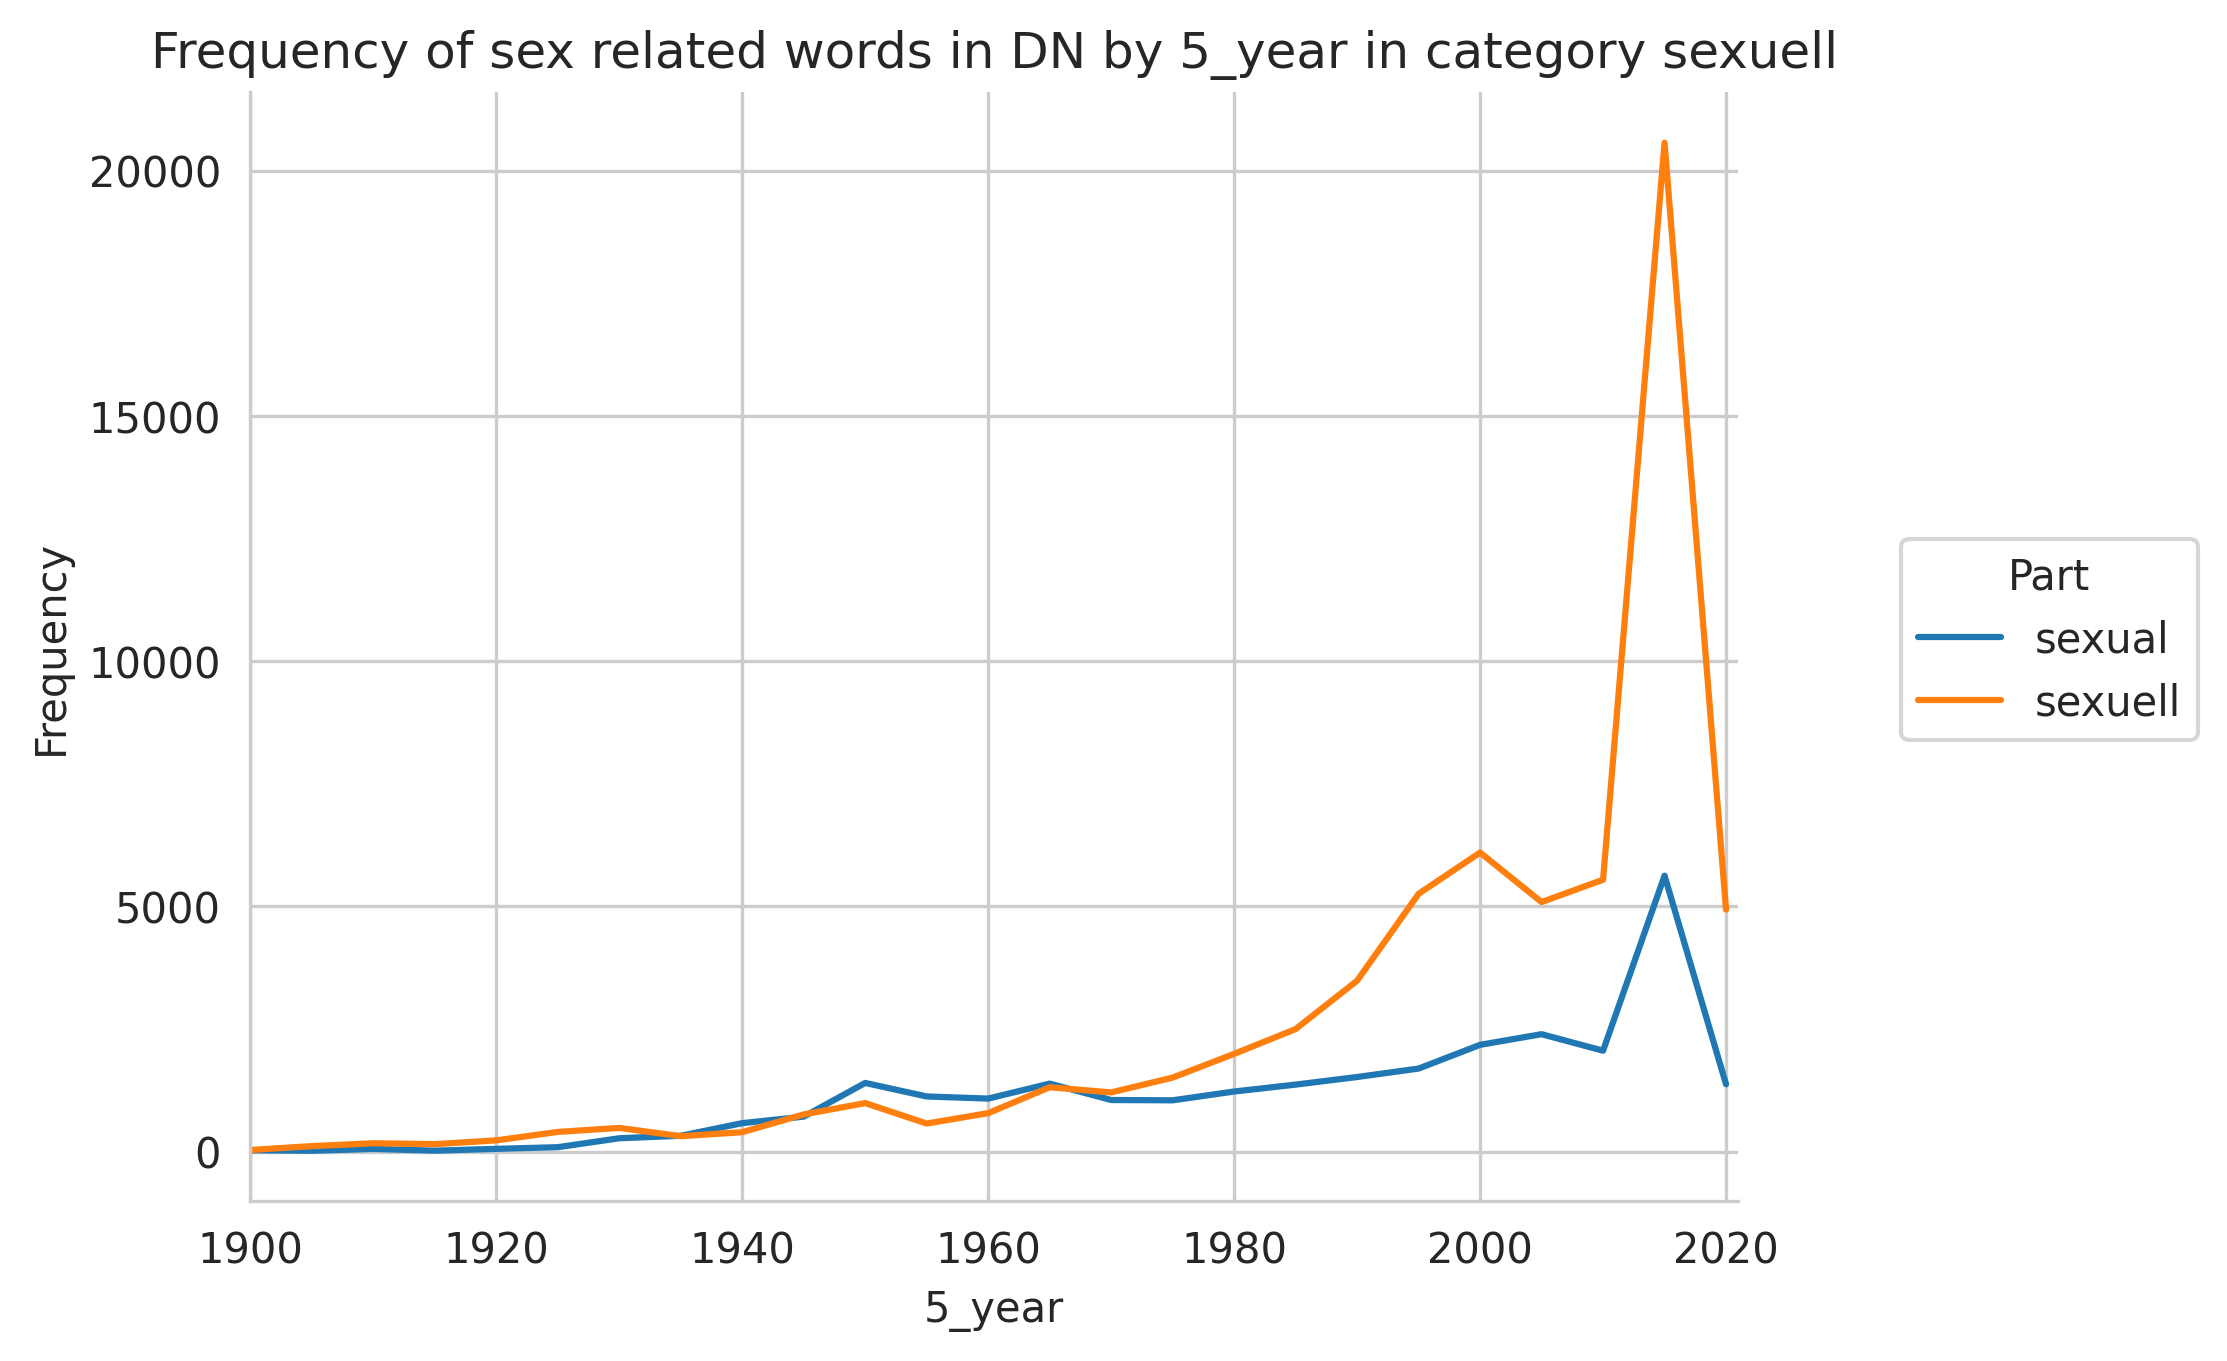 Frequency of sex related words in DN by 5_year in category sexuell
Frequency
20000
15000
10000
5000
0
1900 1920 1940 1960 1980 2000 2020
5_year
Part
sexual
sexuell